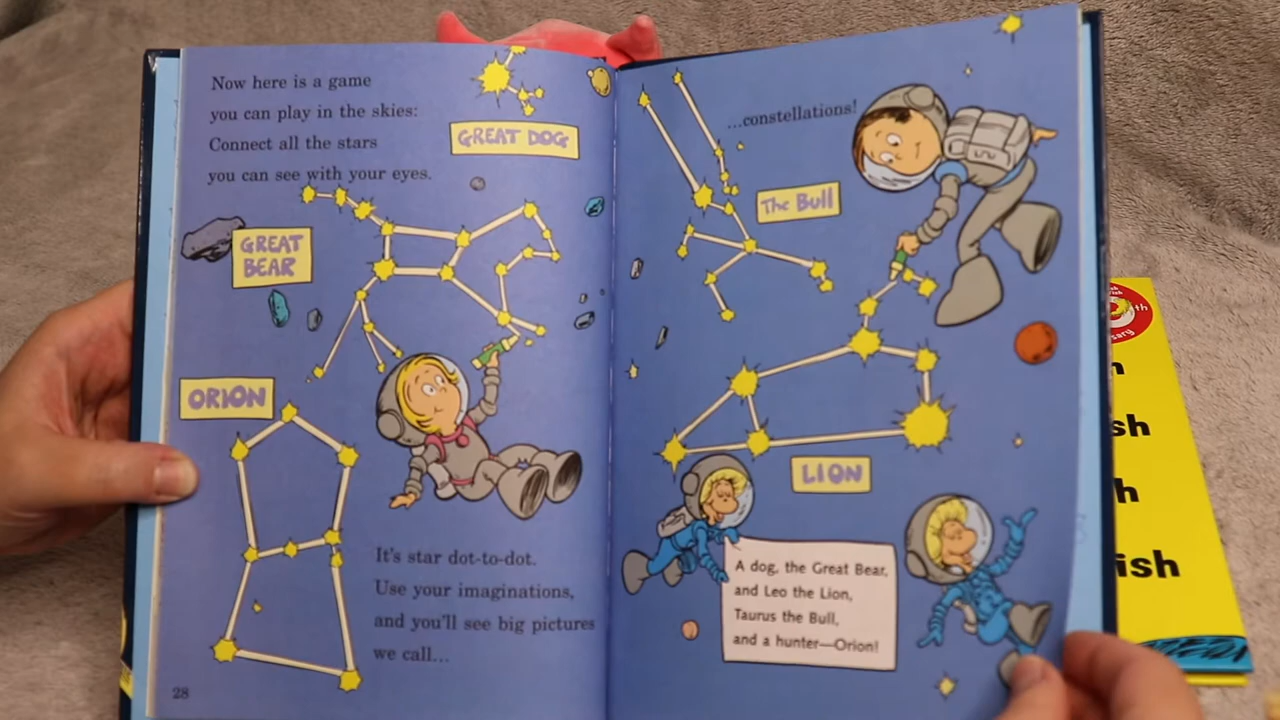 Now here is a game
you can play in the skies:
Connect all the stars
you can see with your eyes.
GREAT DOG
GREAT
BEAR
ORION
It's star dot-to-dot.
Use your imaginations,
and you'll see big pictures
we call...
28
...constellations!
The Bull
LION
A dog, the Great Bear,
and Leo the Lion,
Taurus the Bull,
and a hunter—Orion!
sh
ish